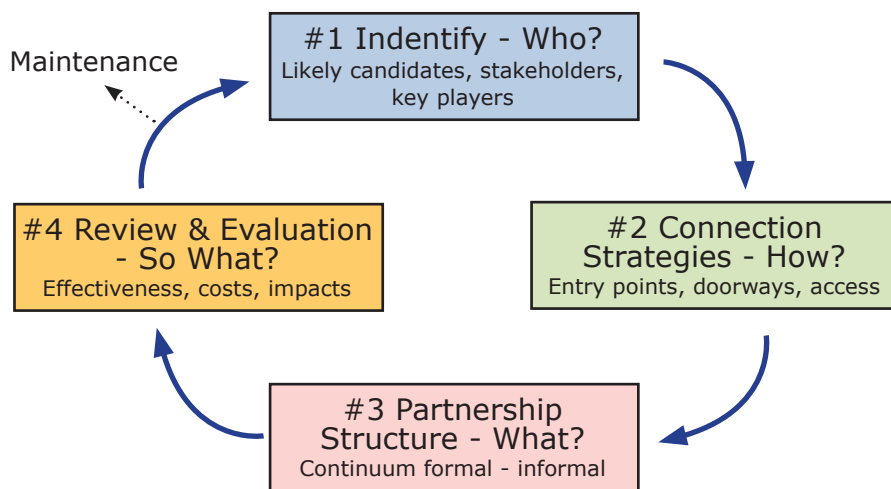 #1 Indentify - Who?
Likely candidates, stakeholders,
key players
Maintenance
#2 Connection
Strategies - How?
Entry points, doorways, access
#3 Partnership
Structure - What?
Continuum formal - informal
#4 Review & Evaluation
- So What?
Effectiveness, costs, impacts